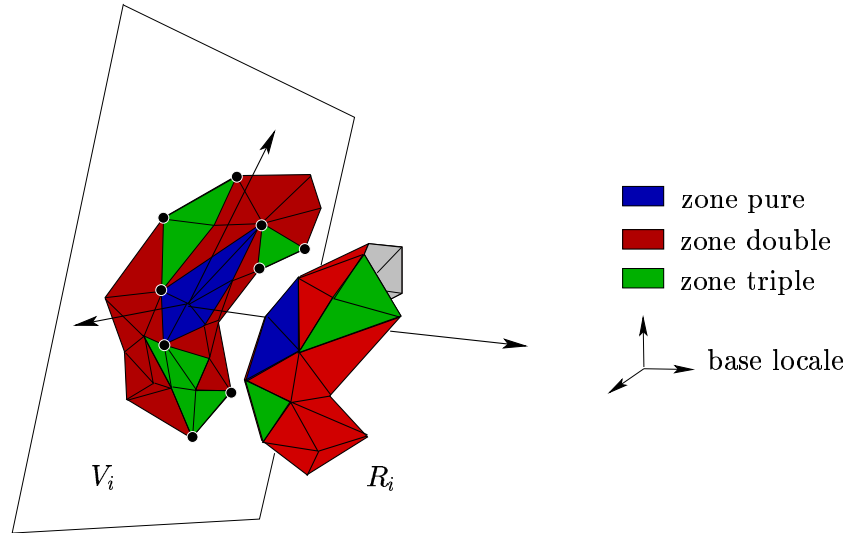 zone pure
zone double
zone triple
base locale
V_i
R_i